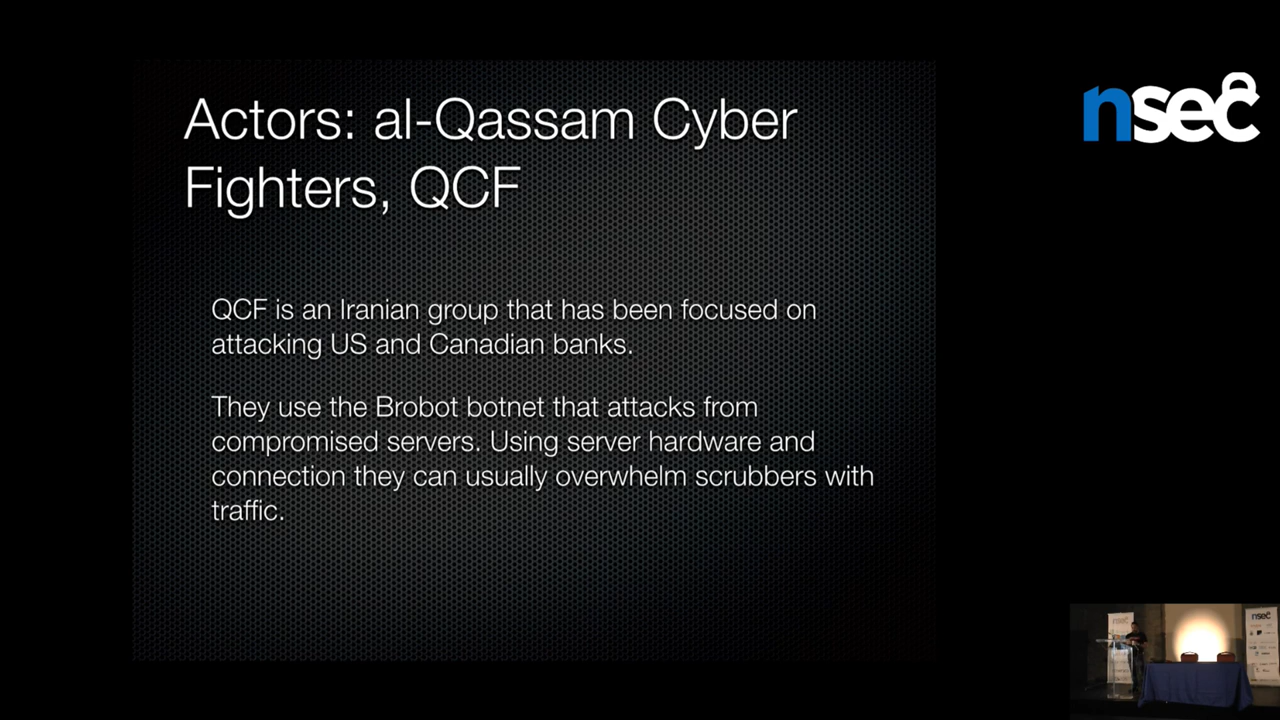 Actors: al-Qassam Cyber
Fighters, QCF
nsec
QCF is an Iranian group that has been focused on
attacking US and Canadian banks.
They use the Brobot botnet that attacks from
compromised servers. Using server hardware and
connection they can usually overwhelm scrubbers with
traffic.
nsec
nsec